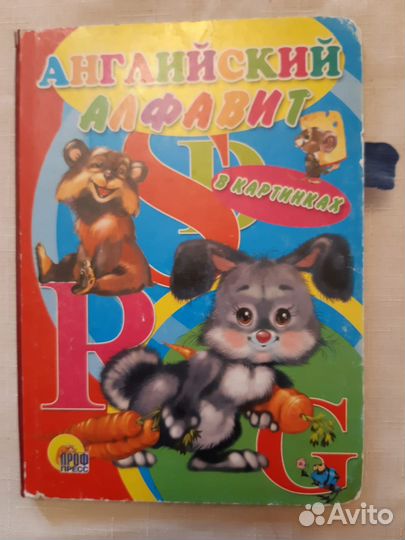 АНГЛИЙСКИЙ
АЛФАВИТ
В КАРТИНКАХ
S
P
G
ПРОФ
ПРЕСС
Avito